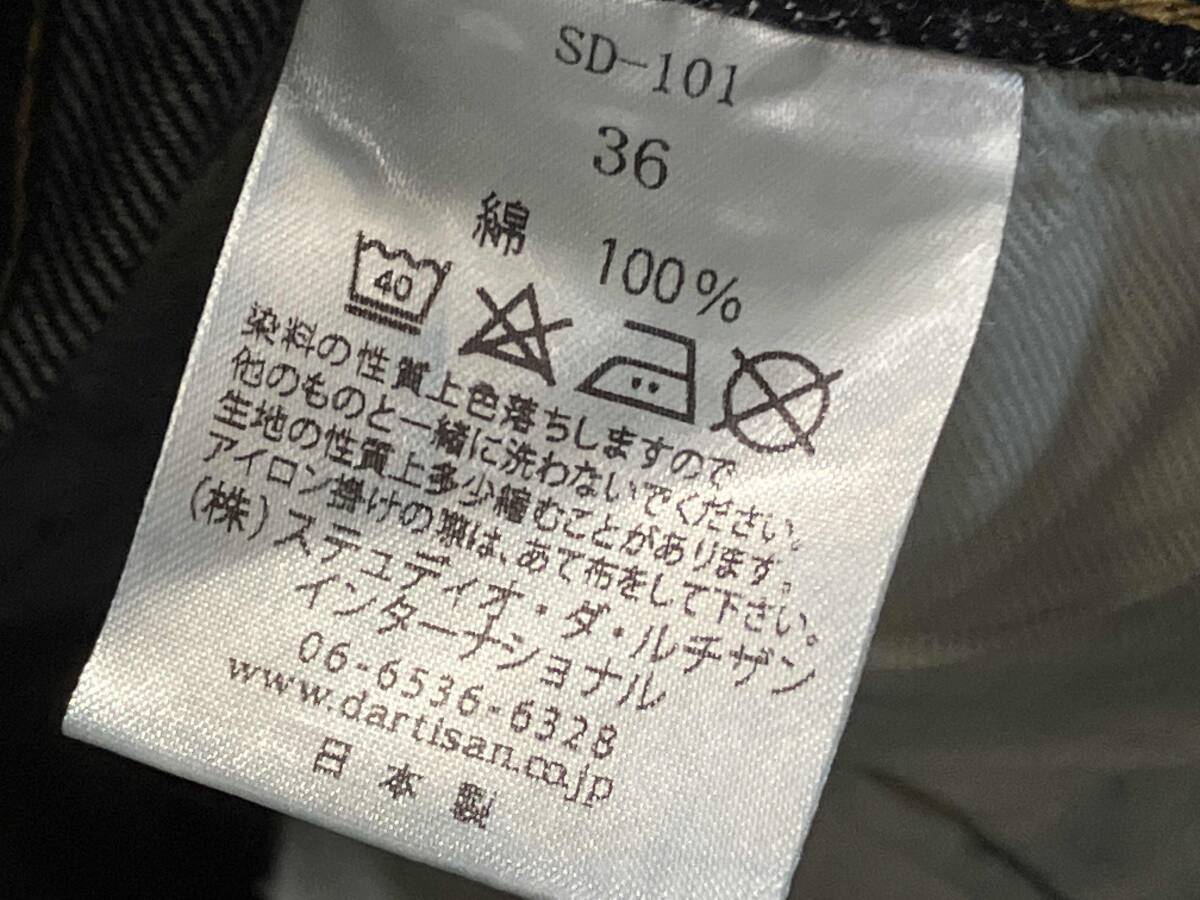 SD-101
36
綿 100%
40
染料の性質上色落ちしますので
他のものと一緒に洗わないでください。
生地の性質上多少縮むことがあります。
アイロン掛けの類は、あて布をして下さい。
(株)ステュディオ・ダ・ルチザン
インターナショナル
06-6536-6328
www.dartisan.co.jp
日本製